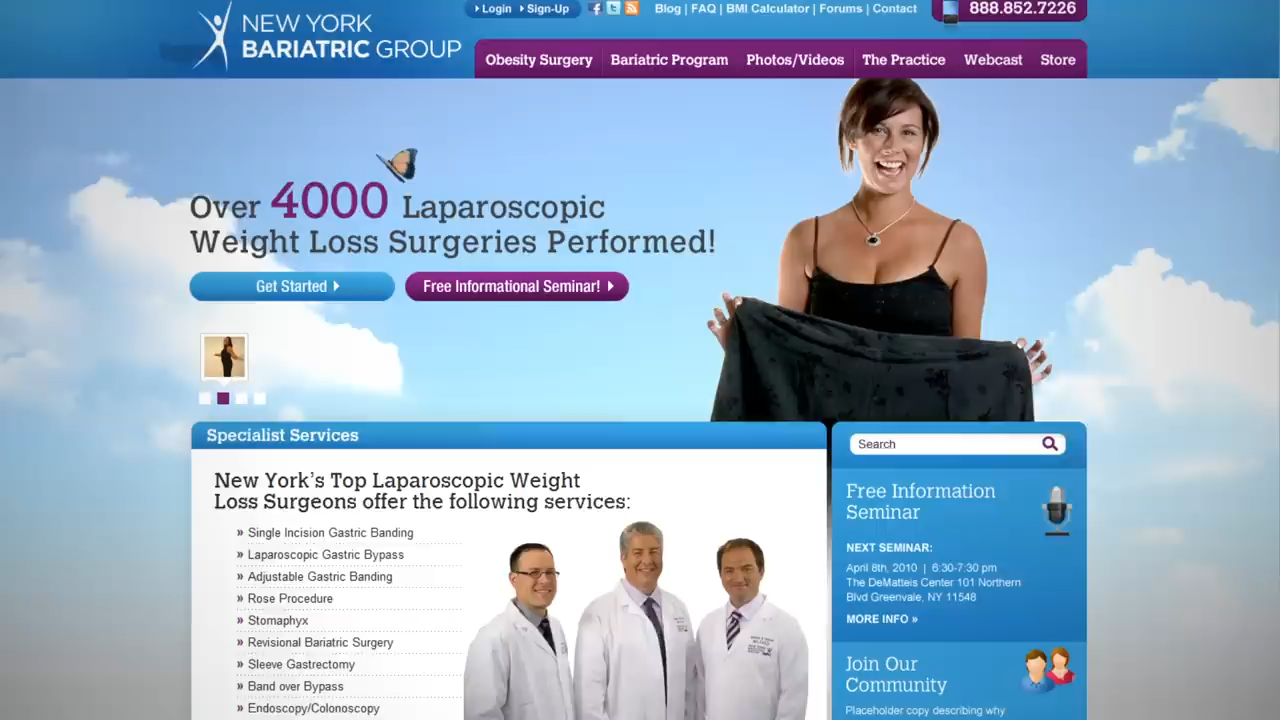 Login Sign-Up
Blog | FAQ | BMI Calculator | Forums | Contact
888.852.7226
NEW YORK
BARIATRIC GROUP
Obesity Surgery Bariatric Program Photos/Videos The Practice Webcast Store
Over 4000 Laparoscopic
Weight Loss Surgeries Performed!
Get Started
Free Informational Seminar!
Specialist Services
New York's Top Laparoscopic Weight
Loss Surgeons offer the following services:
» Single Incision Gastric Banding
» Laparoscopic Gastric Bypass
» Adjustable Gastric Banding
» Rose Procedure
» Stomaphyx
» Revisional Bariatric Surgery
» Sleeve Gastrectomy
» Band over Bypass
» Endoscopy/Colonoscopy
Search
Free Information
Seminar
NEXT SEMINAR:
April 8th, 2010 | 6:30-7:30 pm
The DeMatteis Center 101 Northern
Blvd Greenvale, NY 11548
MORE INFO »
Join Our
Community
Placeholder copy describing why